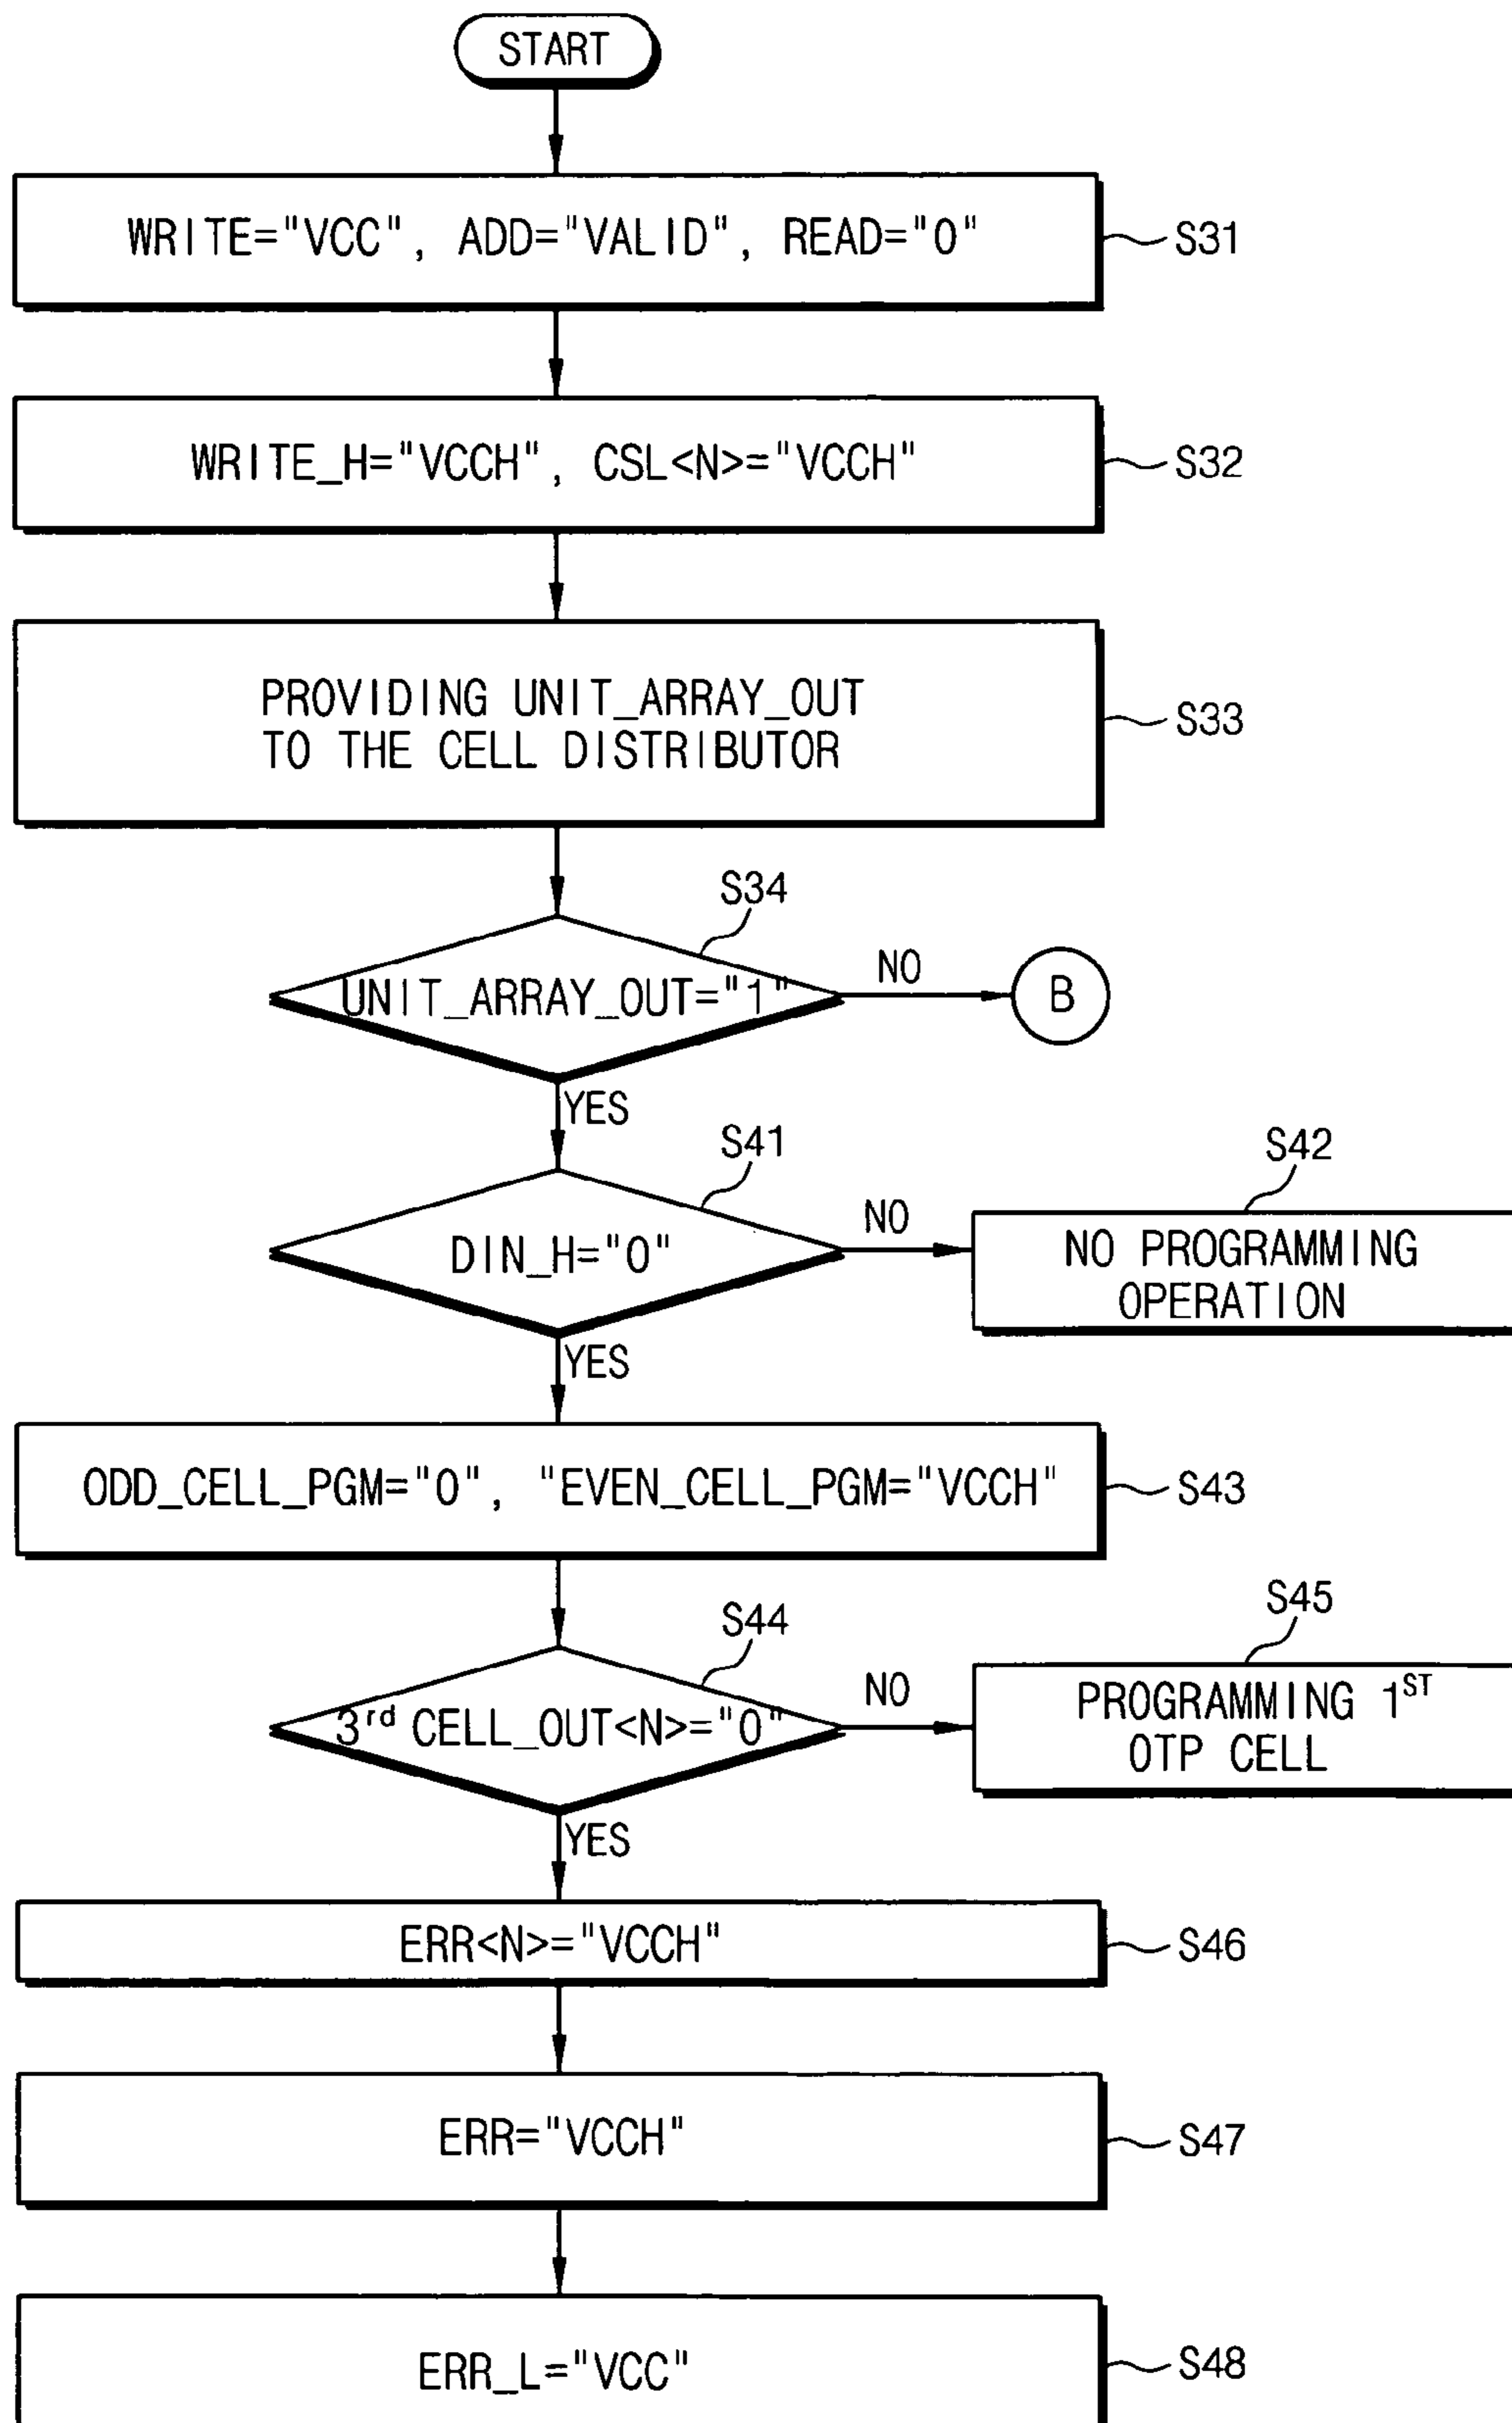 START
WRITE="VCC", ADD="VALID", READ="0"
S31
WRITE_H="VCCH", CSL<N>="VCCH"
S32
PROVIDING UNIT_ARRAY_OUT
TO THE CELL DISTRIBUTOR
S33
S34
UNIT_ARRAY_OUT="1"
NO
B
YES
S41
DIN_H="0"
NO
S42
NO PROGRAMMING
OPERATION
YES
ODD_CELL_PGM="0", "EVEN_CELL_PGM="VCCH"
S43
S44
3rd CELL_OUT<N>="0"
NO
S45
PROGRAMMING 1ST
OTP CELL
YES
ERR<N>="VCCH"
S46
ERR="VCCH"
S47
ERR_L="VCC"
S48